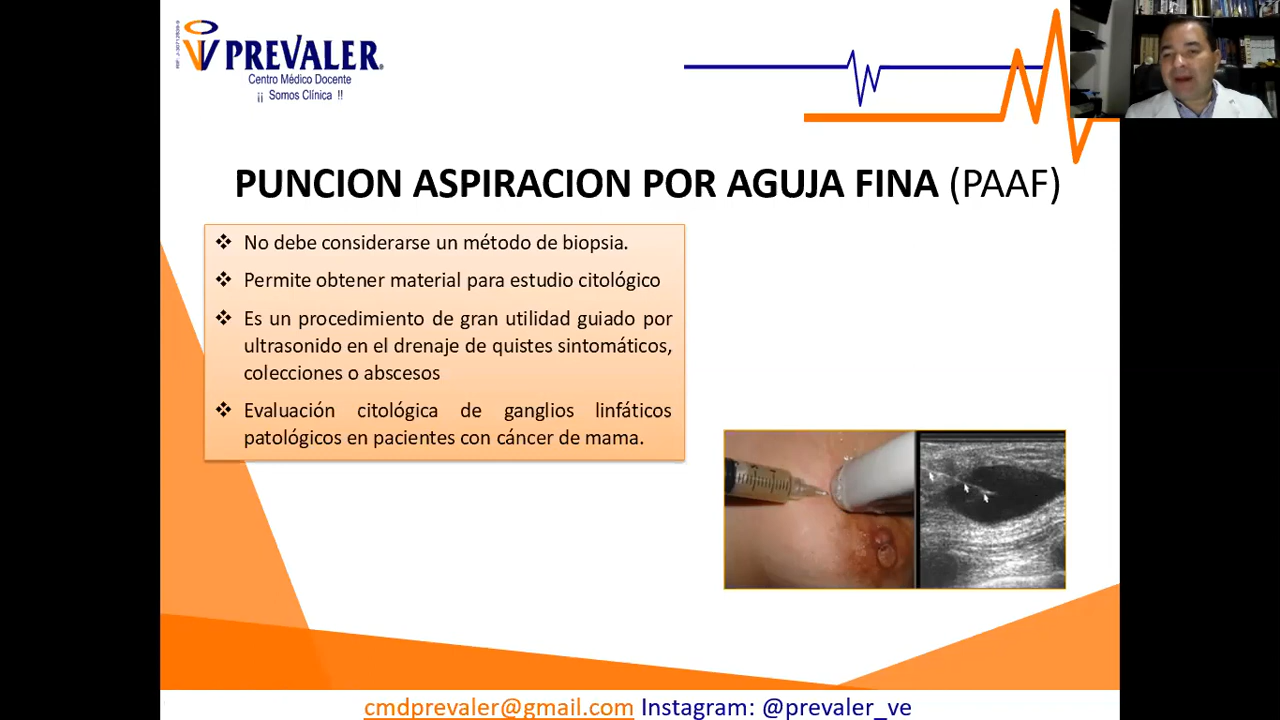 PREVALER
Centro Médico Docente
¡¡ Somos Clínica !!
PUNCION ASPIRACION POR AGUJA FINA (PAAF)
❖ No debe considerarse un método de biopsia.
❖ Permite obtener material para estudio citológico
❖ Es un procedimiento de gran utilidad guiado por
ultrasonido en el drenaje de quistes sintomáticos,
colecciones o abscesos
❖ Evaluación citológica de ganglios linfáticos
patológicos en pacientes con cáncer de mama.
cmdprevaler@gmail.com Instagram: @prevaler_ve